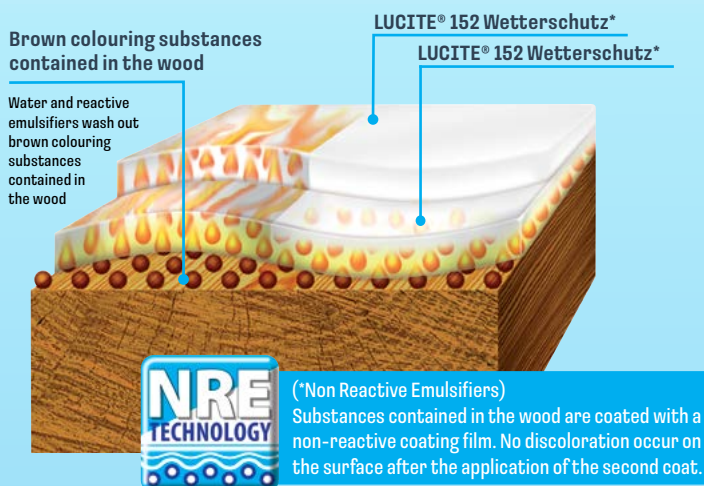 LUCITE® 152 Wetterschutz*
LUCITE® 152 Wetterschutz*
Brown colouring substances
contained in the wood
Water and reactive
emulsifiers wash out
brown colouring
substances
contained in
the wood
NRE
TECHNOLOGY
(*Non Reactive Emulsifiers)
Substances contained in the wood are coated with a
non-reactive coating film. No discoloration occur on
the surface after the application of the second coat.